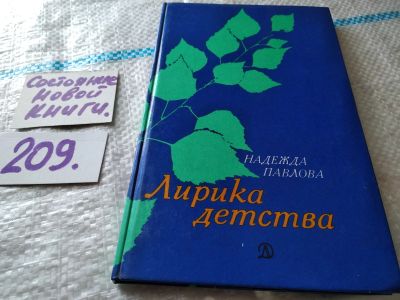 Состояние
новой
книги.
209.
НАДЕЖДА
ПАВЛОВА
Лирика
детства